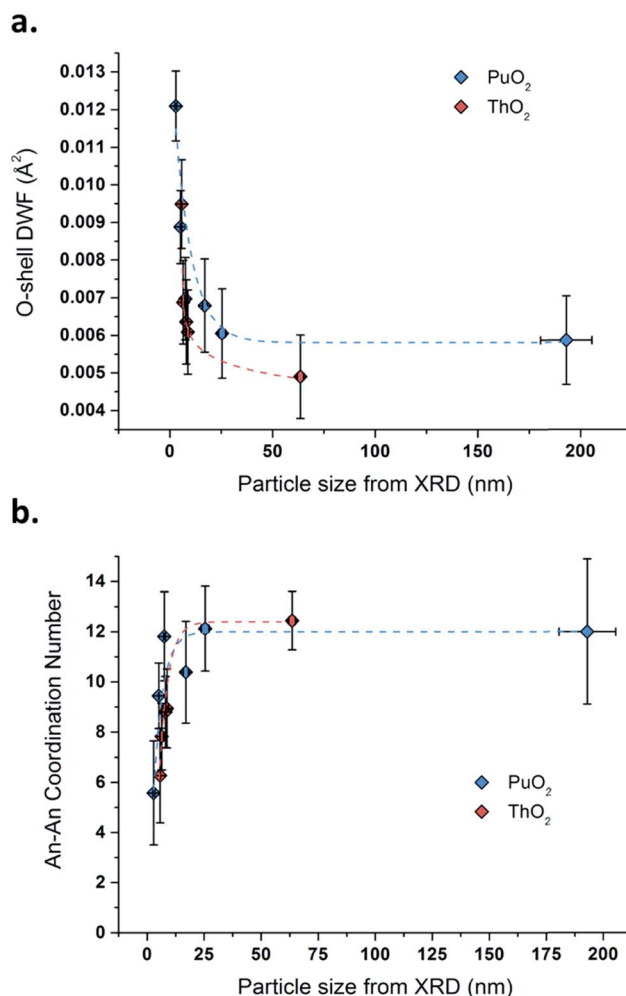 a.
0.013
0.012
0.011
0.010
0.009
0.008
0.007
0.006
0.005
0.004
O-shell DWF (Å²)
PuO₂
ThO₂
0 50 100 150 200
Particle size from XRD (nm)
b.
14
12
10
8
6
4
2
0
An-An Coordination Number
PuO₂
ThO₂
0 25 50 75 100 125 150 175 200
Particle size from XRD (nm)